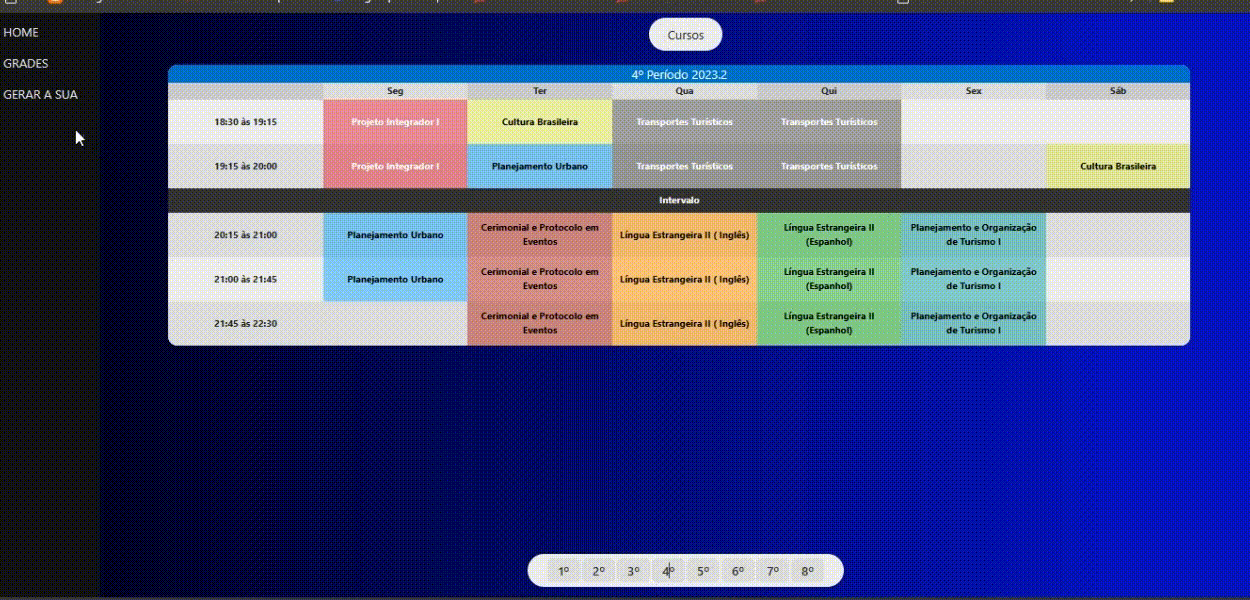 HOME
GRADES
GERAR A SUA
Cursos
4º Período 2023.2
Seg Ter Qua Qui Sex Sáb
18:30 às 19:15 Projeto Integrador I Cultura Brasileira Transportes Turísticos Transportes Turísticos
19:15 às 20:00 Projeto Integrador I Planejamento Urbano Transportes Turísticos Transportes Turísticos Cultura Brasileira
Intervalo
20:15 às 21:00 Planejamento Urbano Cerimonial e Protocolo em Eventos Língua Estrangeira II ( Inglês) Língua Estrangeira II (Espanhol) Planejamento e Organização de Turismo I
21:00 às 21:45 Planejamento Urbano Cerimonial e Protocolo em Eventos Língua Estrangeira II ( Inglês) Língua Estrangeira II (Espanhol) Planejamento e Organização de Turismo I
21:45 às 22:30 Cerimonial e Protocolo em Eventos Língua Estrangeira II ( Inglês) Língua Estrangeira II (Espanhol) Planejamento e Organização de Turismo I
1º 2º 3º 4º 5º 6º 7º 8º